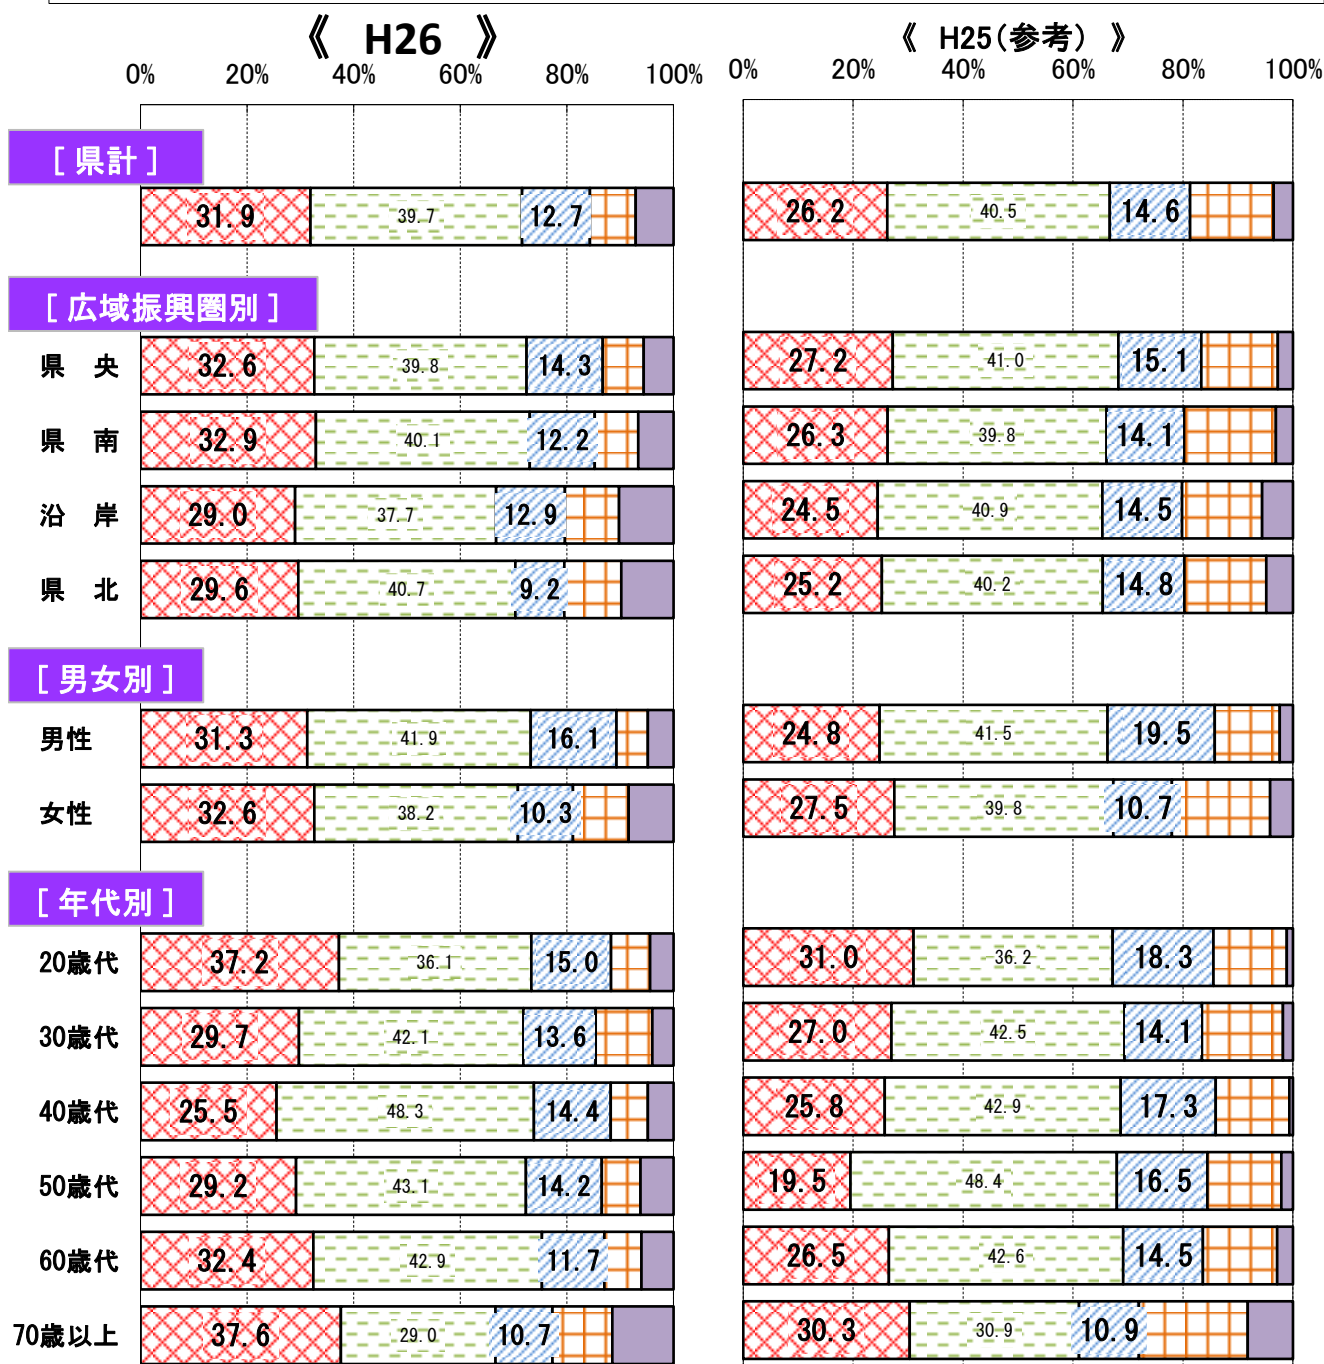 《 H26 》 《 H25(参考) 》
0% 20% 40% 60% 80% 100% 0% 20% 40% 60% 80% 100%
[ 県計 ]
31.9 39.7 12.7 26.2 40.5 14.6
[ 広域振興圏別 ]
県 央 32.6 39.8 14.3 27.2 41.0 15.1
県 南 32.9 40.1 12.2 26.3 39.8 14.1
沿 岸 29.0 37.7 12.9 24.5 40.9 14.5
県 北 29.6 40.7 9.2 25.2 40.2 14.8
[ 男女別 ]
男性 31.3 41.9 16.1 24.8 41.5 19.5
女性 32.6 38.2 10.3 27.5 39.8 10.7
[ 年代別 ]
20歳代 37.2 36.1 15.0 31.0 36.2 18.3
30歳代 29.7 42.1 13.6 27.0 42.5 14.1
40歳代 25.5 48.3 14.4 25.8 42.9 17.3
50歳代 29.2 43.1 14.2 19.5 48.4 16.5
60歳代 32.4 42.9 11.7 26.5 42.6 14.5
70歳以上 37.6 29.0 10.7 30.3 30.9 10.9